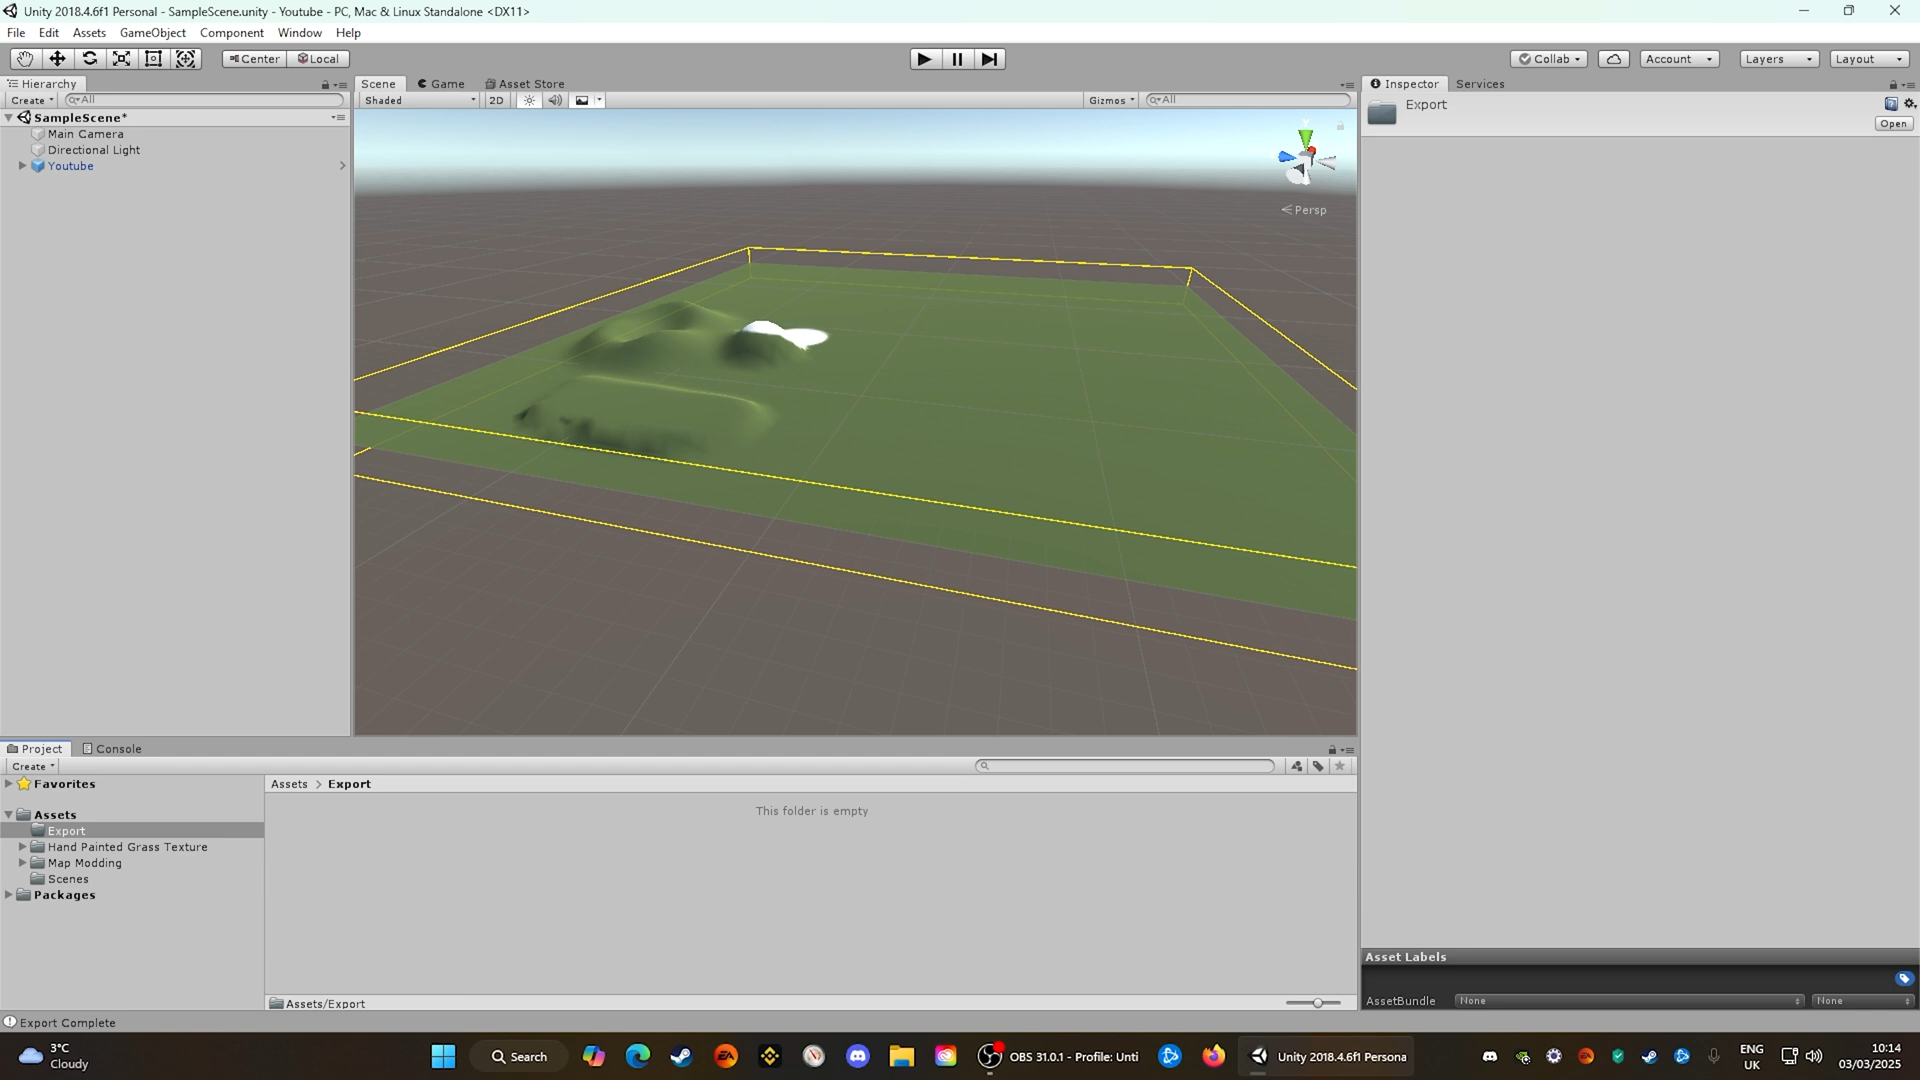 Unity 2018.4.6f1 Personal - SampleScene.unity - Youtube - PC, Mac & Linux Standalone <DX11>
File Edit Assets GameObject Component Window Help
Center Local Collab Account Layers Layout
Hierarchy
Create All
SampleScene*
Main Camera
Directional Light
Youtube
Scene Game Asset Store
Shaded 2D Gizmos All
Y
Persp
Inspector Services
Export
Open
Project Console
Create
Favorites
Assets
Export
Hand Painted Grass Texture
Map Modding
Scenes
Packages
Assets > Export
This folder is empty
Assets/Export
Asset Labels
AssetBundle None None
Export Complete
3°C
Cloudy
Search
OBS 31.0.1 - Profile: Unti
Unity 2018.4.6f1 Persona
ENG
UK
10:14
03/03/2025